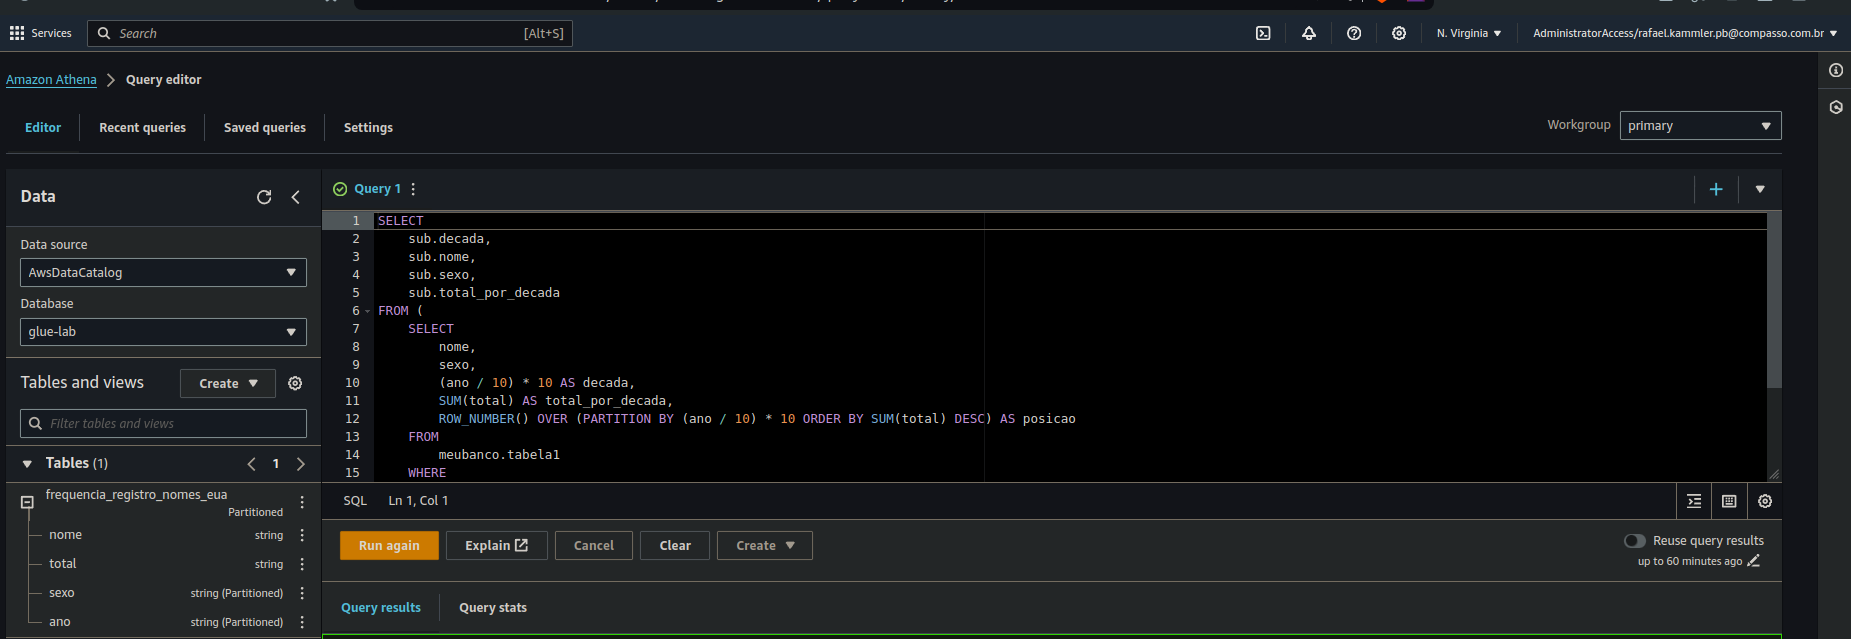 Services
Search
[Alt+S]
N. Virginia
AdministratorAccess/rafael.kammler.pb@compasso.com.br
Amazon Athena
Query editor
Editor
Recent queries
Saved queries
Settings
Workgroup
primary
Data
Data source
AwsDataCatalog
Database
glue-lab
Tables and views
Create
Filter tables and views
Tables (1)
1
frequencia_registro_nomes_eua
Partitioned
nome
string
total
string
sexo
string (Partitioned)
ano
string (Partitioned)
Query 1
1 SELECT
2 sub.decada,
3 sub.nome,
4 sub.sexo,
5 sub.total_por_decada
6 FROM (
7 SELECT
8 nome,
9 sexo,
10 (ano / 10) * 10 AS decada,
11 SUM(total) AS total_por_decada,
12 ROW_NUMBER() OVER (PARTITION BY (ano / 10) * 10 ORDER BY SUM(total) DESC) AS posicao
13 FROM
14 meubanco.tabela1
15 WHERE
SQL
Ln 1, Col 1
Run again
Explain
Cancel
Clear
Create
Reuse query results
up to 60 minutes ago
Query results
Query stats